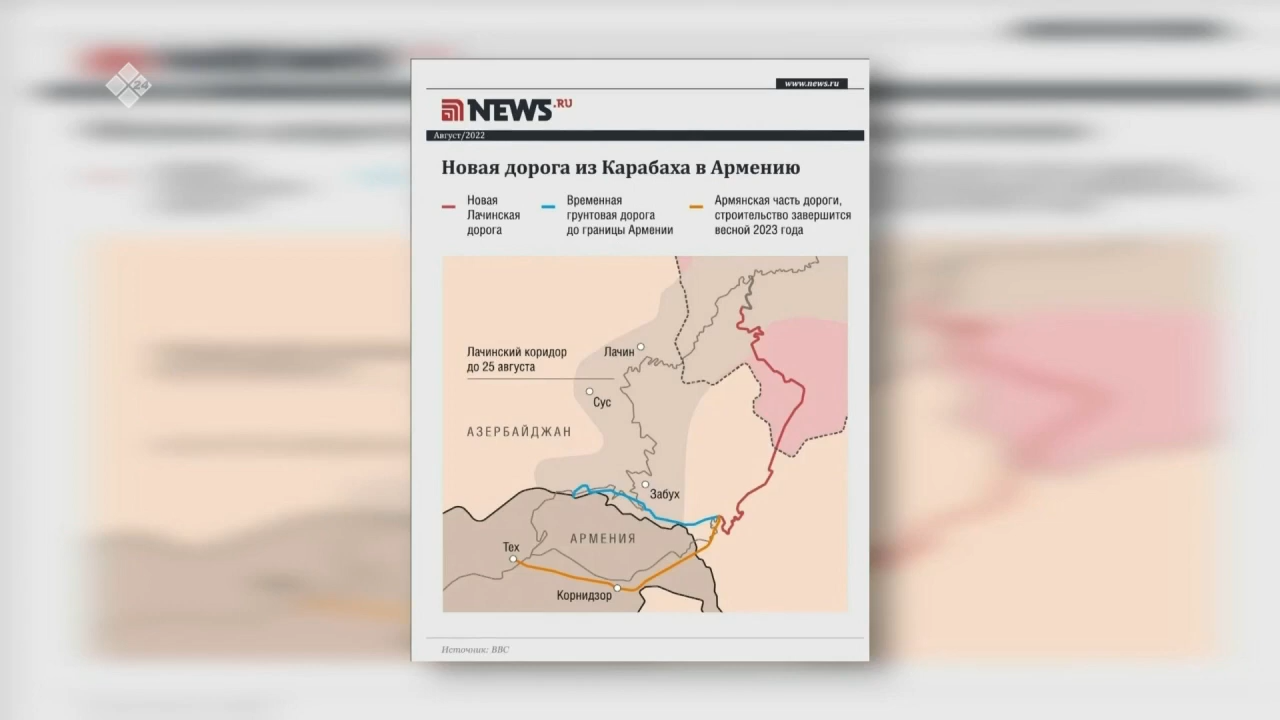 X24
www.news.ru
NEWS.RU
Август/2022
Новая дорога из Карабаха в Армению
Новая
Лачинская
дорога
Временная
грунтовая дорога
до границы Армении
Армянская часть дороги,
строительство завершится
весной 2023 года
Лачинский коридор
до 25 августа
Лачин
Сус
АЗЕРБАЙДЖАН
Забух
АРМЕНИЯ
Тех
Корнидзор
Источник: BBC